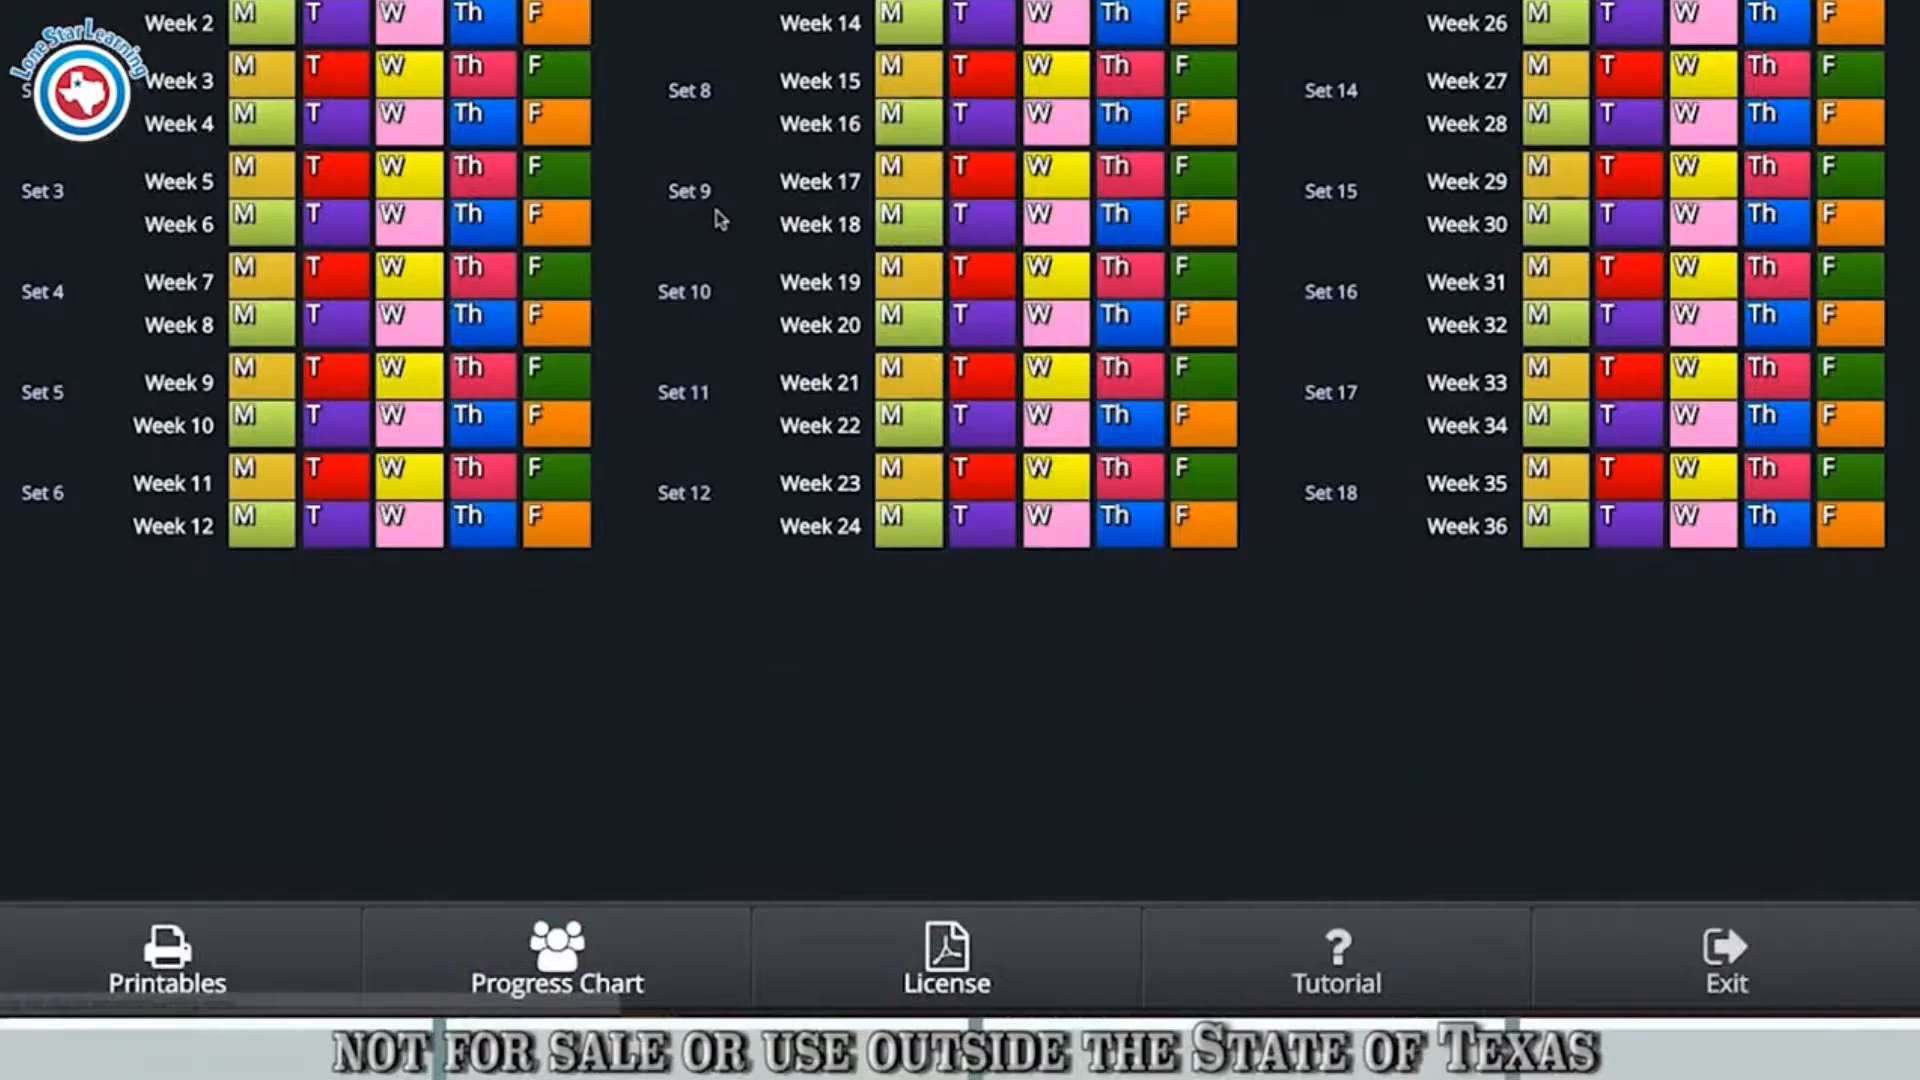 Lone Star Learning
Week 2 M T W Th F Week 14 M T W Th F Week 26 M T W Th F
Week 3 M T W Th F Set 8 Week 15 M T W Th F Set 14 Week 27 M T W Th F
Week 4 M T W Th F Week 16 M T W Th F Week 28 M T W Th F
Set 3 Week 5 M T W Th F Set 9 Week 17 M T W Th F Set 15 Week 29 M T W Th F
Week 6 M T W Th F Week 18 M T W Th F Week 30 M T W Th F
Set 4 Week 7 M T W Th F Set 10 Week 19 M T W Th F Set 16 Week 31 M T W Th F
Week 8 M T W Th F Week 20 M T W Th F Week 32 M T W Th F
Set 5 Week 9 M T W Th F Set 11 Week 21 M T W Th F Set 17 Week 33 M T W Th F
Week 10 M T W Th F Week 22 M T W Th F Week 34 M T W Th F
Set 6 Week 11 M T W Th F Set 12 Week 23 M T W Th F Set 18 Week 35 M T W Th F
Week 12 M T W Th F Week 24 M T W Th F Week 36 M T W Th F
Printables Progress Chart License ? Tutorial Exit
NOT FOR SALE OR USE OUTSIDE THE STATE OF TEXAS